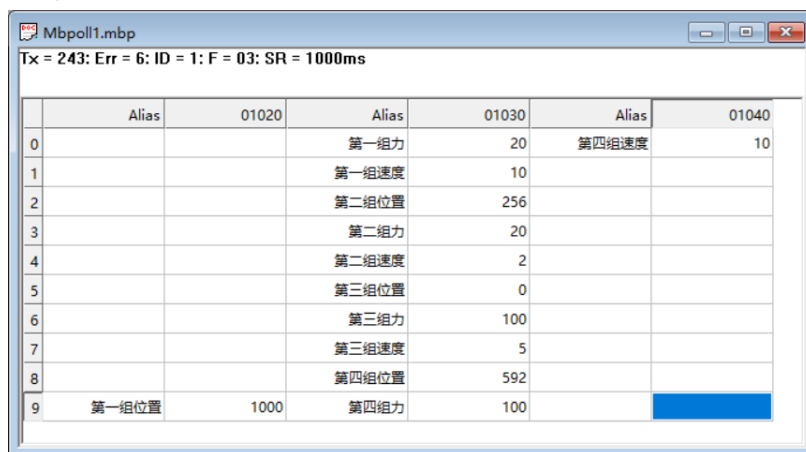 Mbpoll1.mbp
Tx = 243: Err = 6: ID = 1: F = 03: SR = 1000ms
Alias 01020 Alias 01030 Alias 01040
0 第一组力 20 第四组速度 10
1 第一组速度 10
2 第二组位置 256
3 第二组力 20
4 第二组速度 2
5 第三组位置 0
6 第三组力 100
7 第三组速度 5
8 第四组位置 592
9 第一组位置 1000 第四组力 100